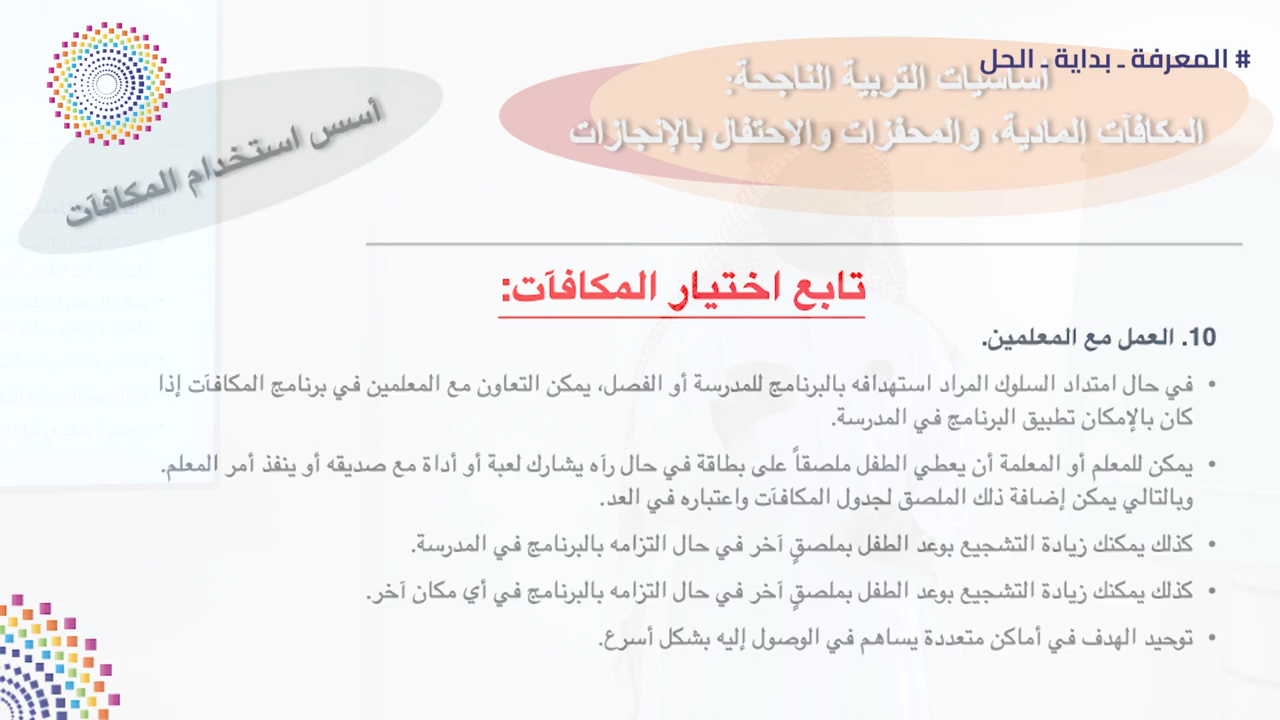 # المعرفة ـ بداية ـ الحل
أساسيات التربية الناجحة:
المكافآت المادية، والمحفزات والاحتفال بالإنجازات
أسس استخدام المكافآت
تابع اختيار المكافآت:
10. العمل مع المعلمين.
• في حال امتداد السلوك المراد استهدافه بالبرنامج للمدرسة أو الفصل، يمكن التعاون مع المعلمين في برنامج المكافآت إذا
كان بالإمكان تطبيق البرنامج في المدرسة.
• يمكن للمعلم أو المعلمة أن يعطي الطفل ملصقاً على بطاقة في حال رآه يشارك لعبة أو أداة مع صديقه أو ينفذ أمر المعلم.
وبالتالي يمكن إضافة ذلك الملصق لجدول المكافآت واعتباره في العد.
• كذلك يمكنك زيادة التشجيع بوعد الطفل بملصقٍ آخر في حال التزامه بالبرنامج في المدرسة.
• كذلك يمكنك زيادة التشجيع بوعد الطفل بملصقٍ آخر في حال التزامه بالبرنامج في أي مكان آخر.
• توحيد الهدف في أماكن متعددة يساهم في الوصول إليه بشكل أسرع.